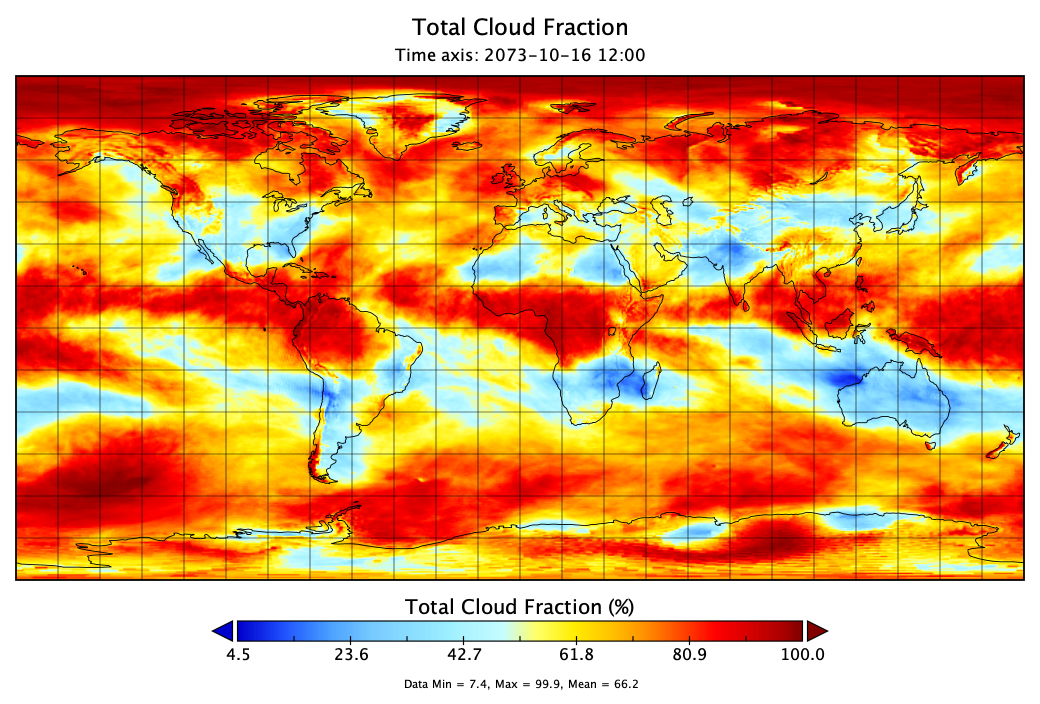 Total Cloud Fraction
Time axis: 2073-10-16 12:00
Total Cloud Fraction (%)
4.5 23.6 42.7 61.8 80.9 100.0
Data Min = 7.4, Max = 99.9, Mean = 66.2